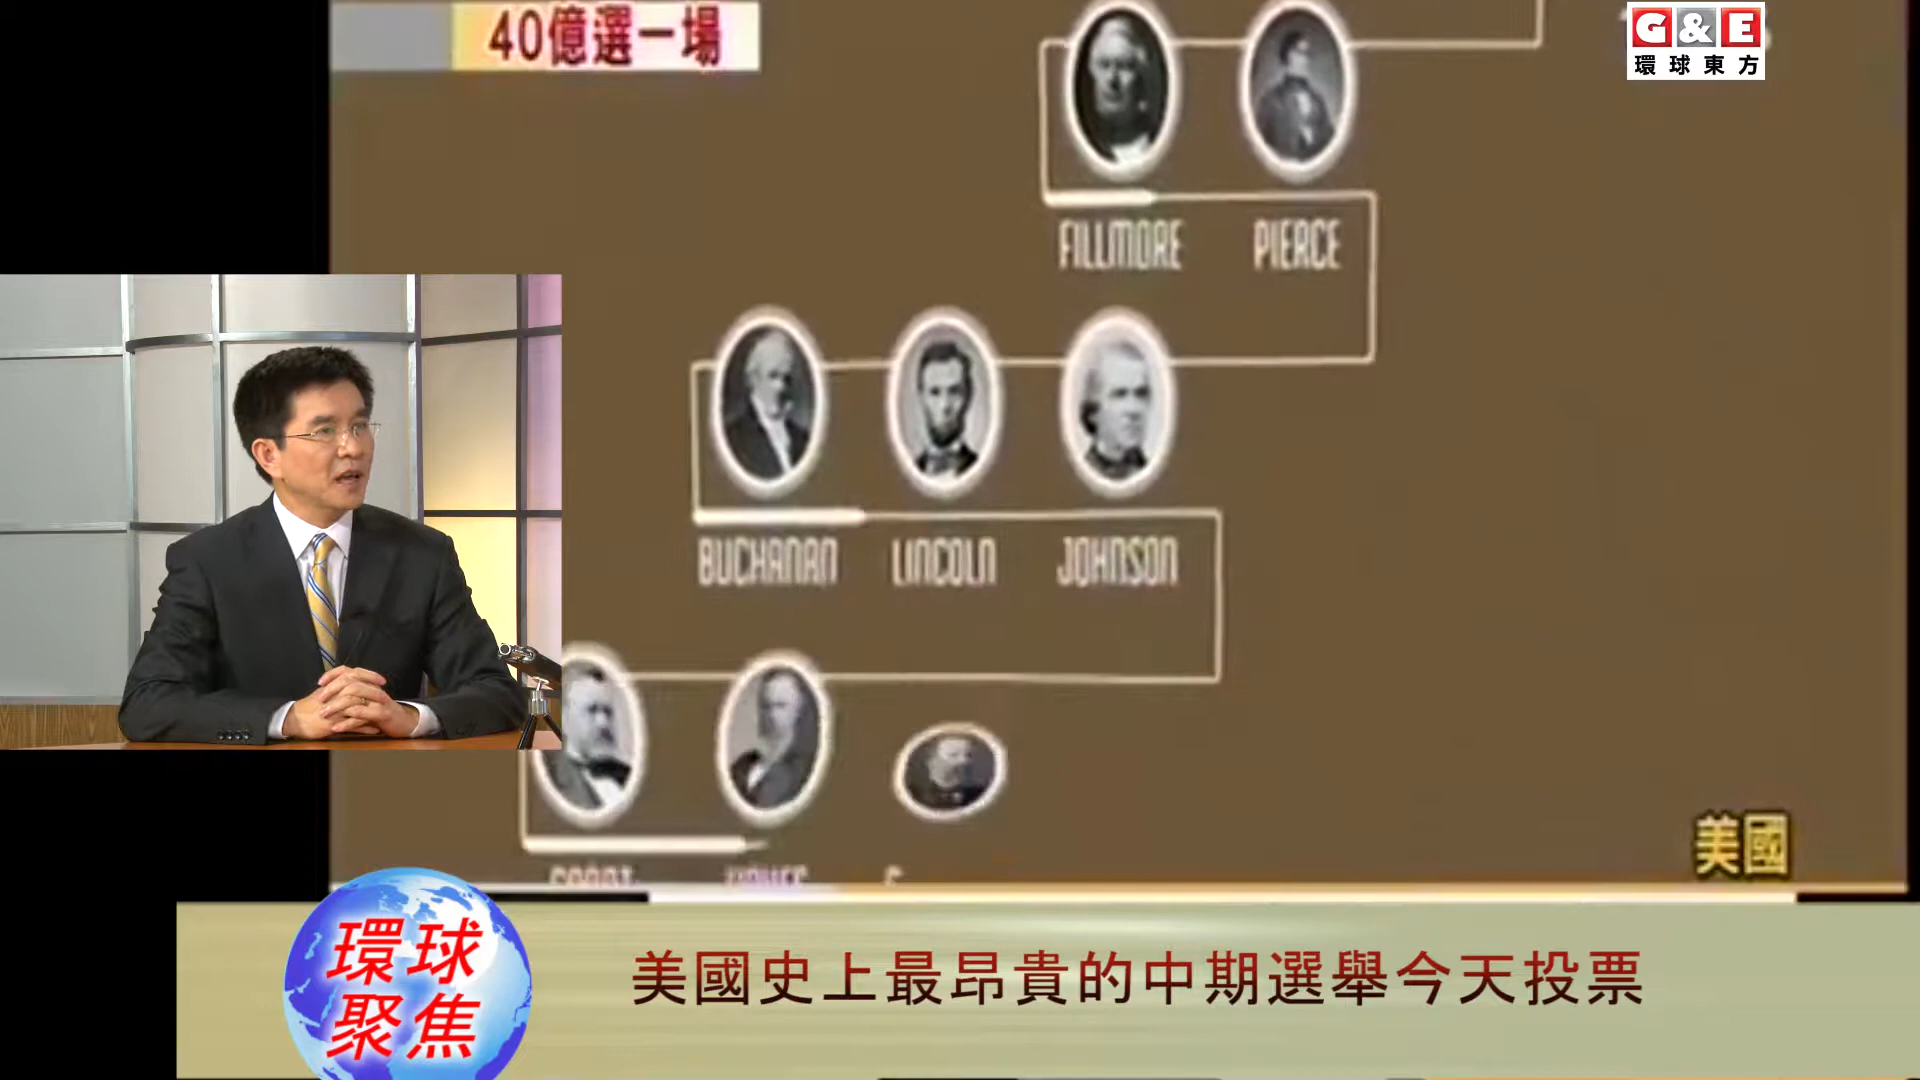 40億選一場
G&E
環球東方
FILLMORE PIERCE
BUCHANAN LINCOLN JOHNSON
美國
環球
聚焦
美國史上最昂貴的中期選舉今天投票